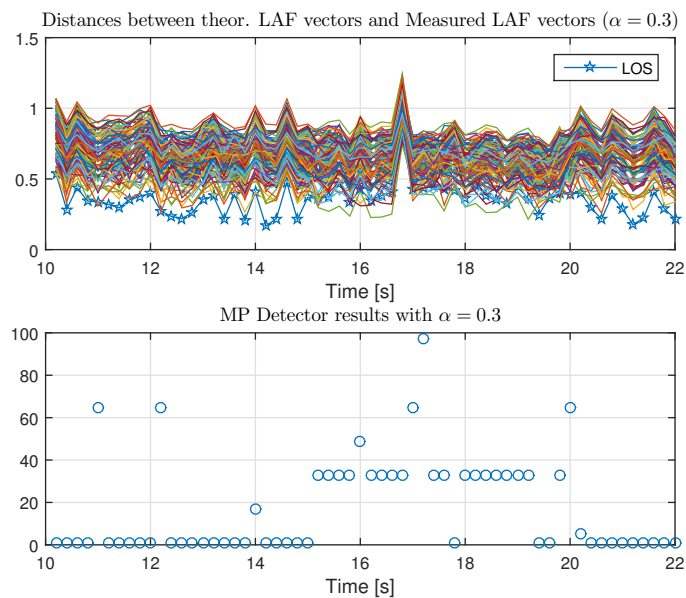 Distances between theor. LAF vectors and Measured LAF vectors (α = 0.3)
1.5
1
0.5
0
LOS
10 12 14 16 18 20 22
Time [s]
MP Detector results with α = 0.3
100
80
60
40
20
0
10 12 14 16 18 20 22
Time [s]